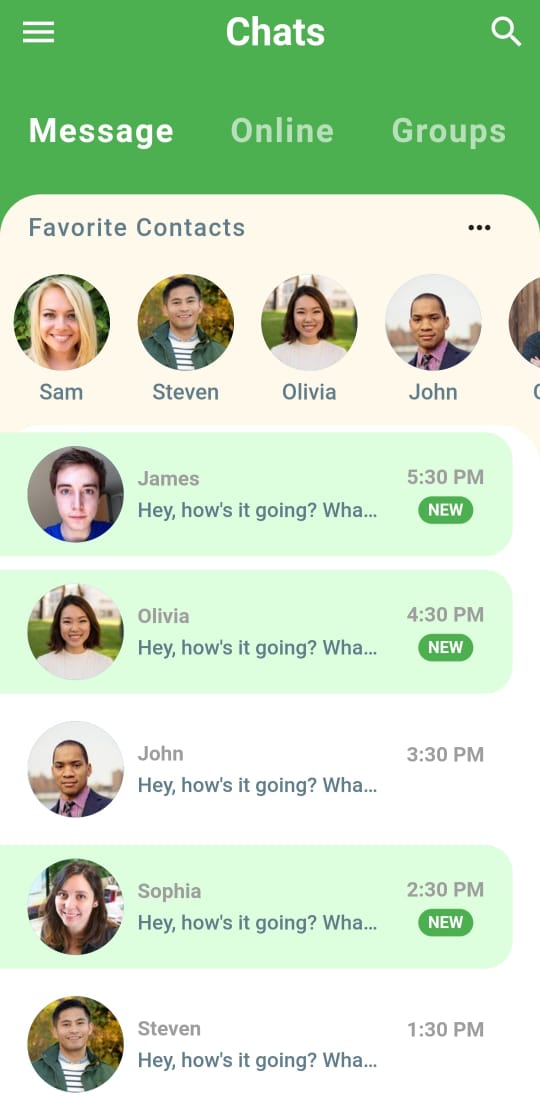 Chats
Message Online Groups
Favorite Contacts
Sam Steven Olivia John
James 5:30 PM
Hey, how's it going? Wha... NEW
Olivia 4:30 PM
Hey, how's it going? Wha... NEW
John 3:30 PM
Hey, how's it going? Wha...
Sophia 2:30 PM
Hey, how's it going? Wha... NEW
Steven 1:30 PM
Hey, how's it going? Wha...